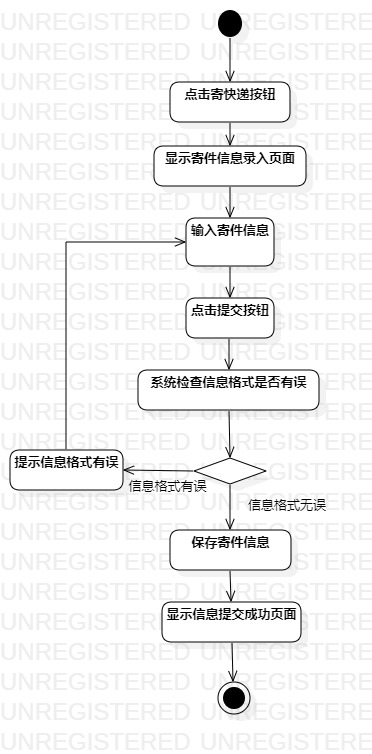 点击寄快递按钮
显示寄件信息录入页面
输入寄件信息
点击提交按钮
系统检查信息格式是否有误
提示信息格式有误
信息格式有误
信息格式无误
保存寄件信息
显示信息提交成功页面
UNREGISTERED UNREGISTERE